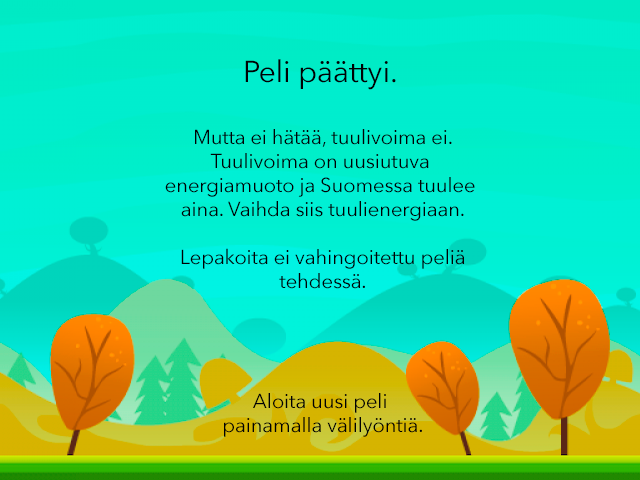 Peli päättyi.
Mutta ei hätää, tuulivoima ei.
Tuulivoima on uusiutuva
energiamuoto ja Suomessa tuulee
aina. Vaihda siis tuulienergiaan.
Lepakoita ei vahingoitettu peliä
tehdessä.
Aloita uusi peli
painamalla välilyöntiä.